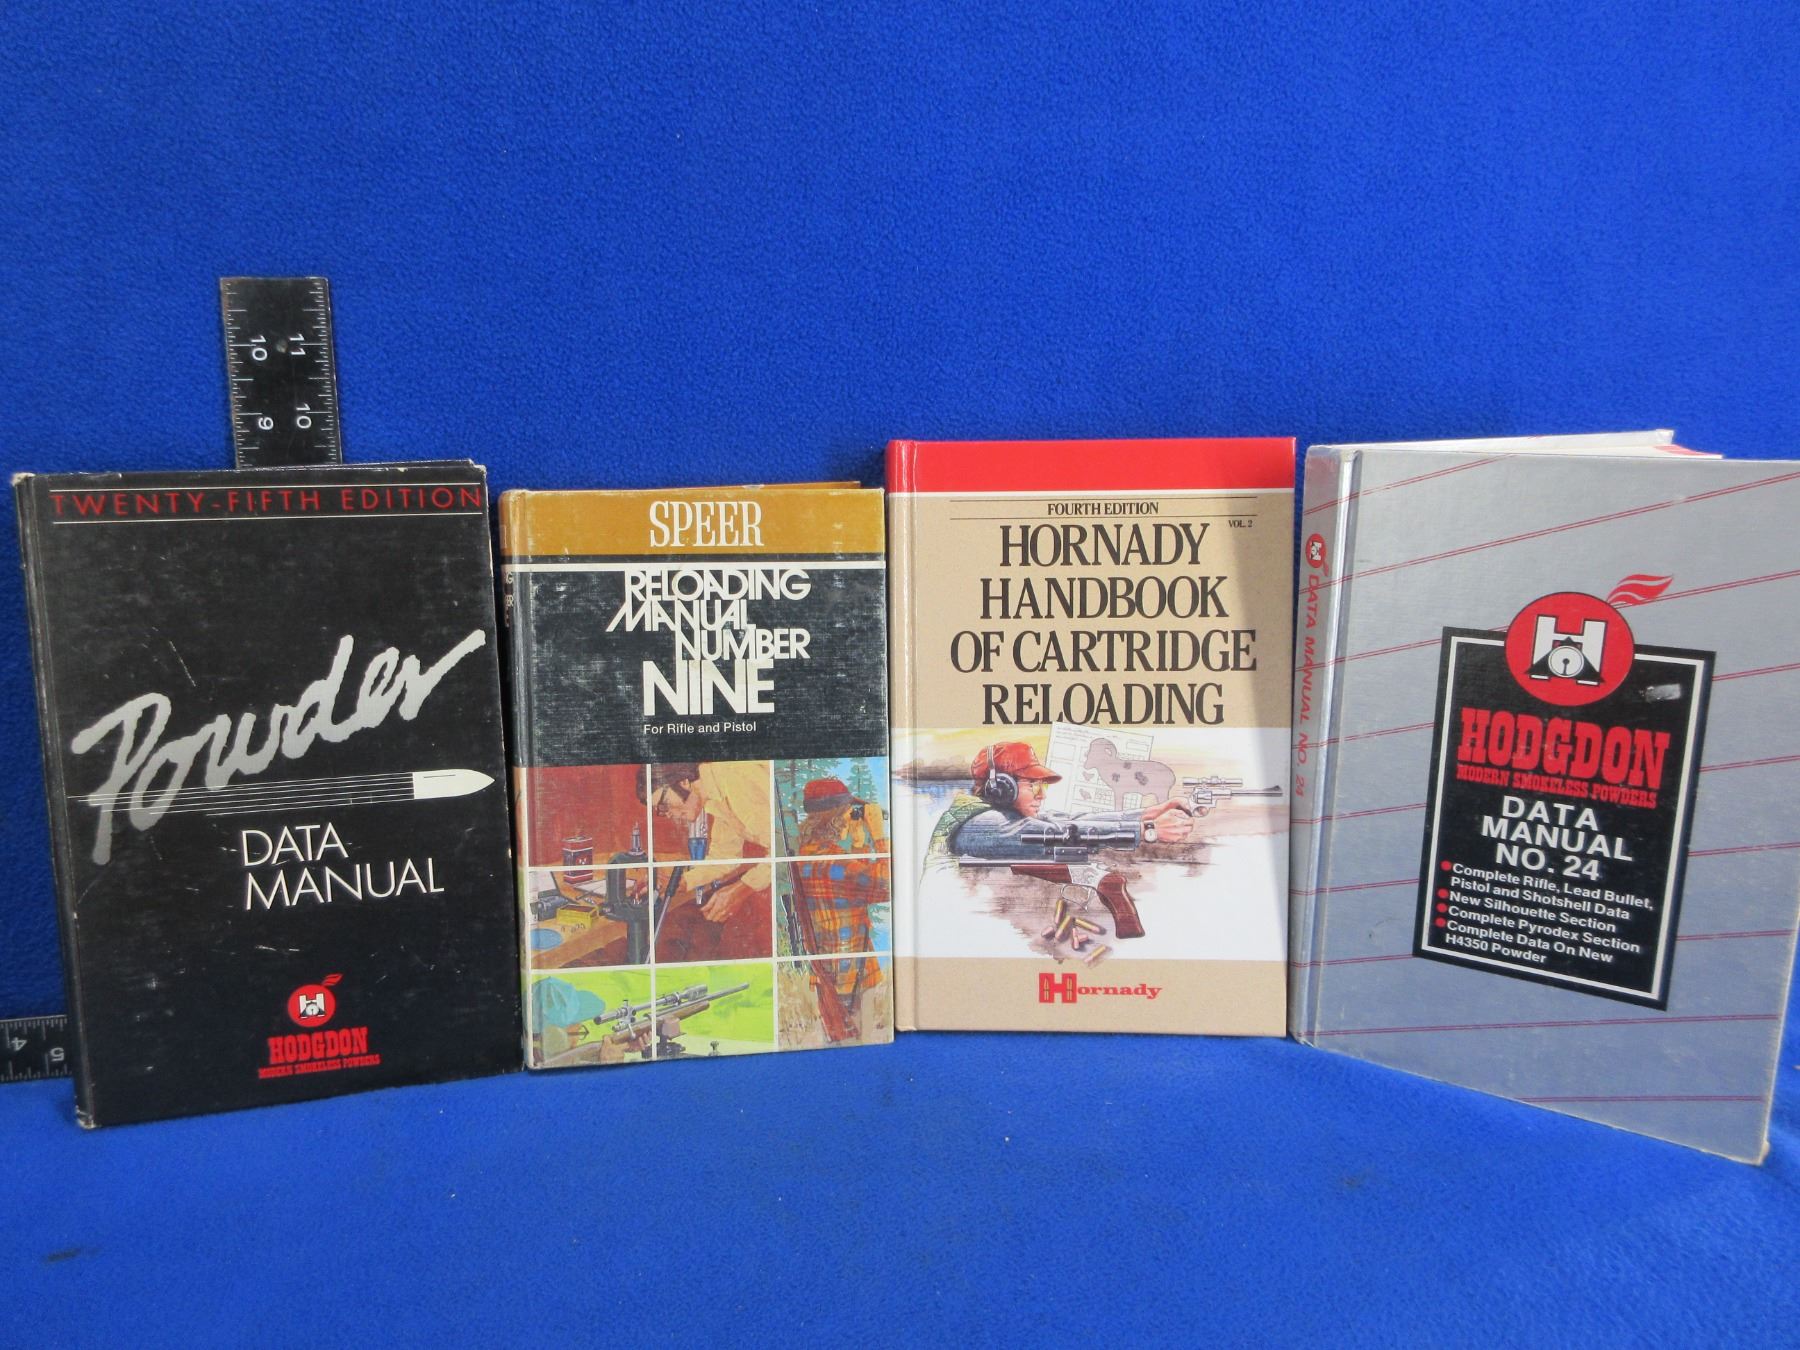 10 11
9 10
4 5
TWENTY-FIFTH EDITION
Powder
DATA
MANUAL
H
HODGDON
MODERN SMOKELESS POWDERS
SPEER
RELOADING
MANUAL
NUMBER
NINE
For Rifle and Pistol
FOURTH EDITION
VOL. 2
HORNADY
HANDBOOK
OF CARTRIDGE
RELOADING
Hornady
DATA MANUAL NO. 24
H
HODGDON
MODERN SMOKELESS POWDERS
DATA
MANUAL
NO. 24
•Complete Rifle, Lead Bullet,
Pistol and Shotshell Data
•New Silhouette Section
•Complete Pyrodex Section
•Complete Data On New
H4350 Powder